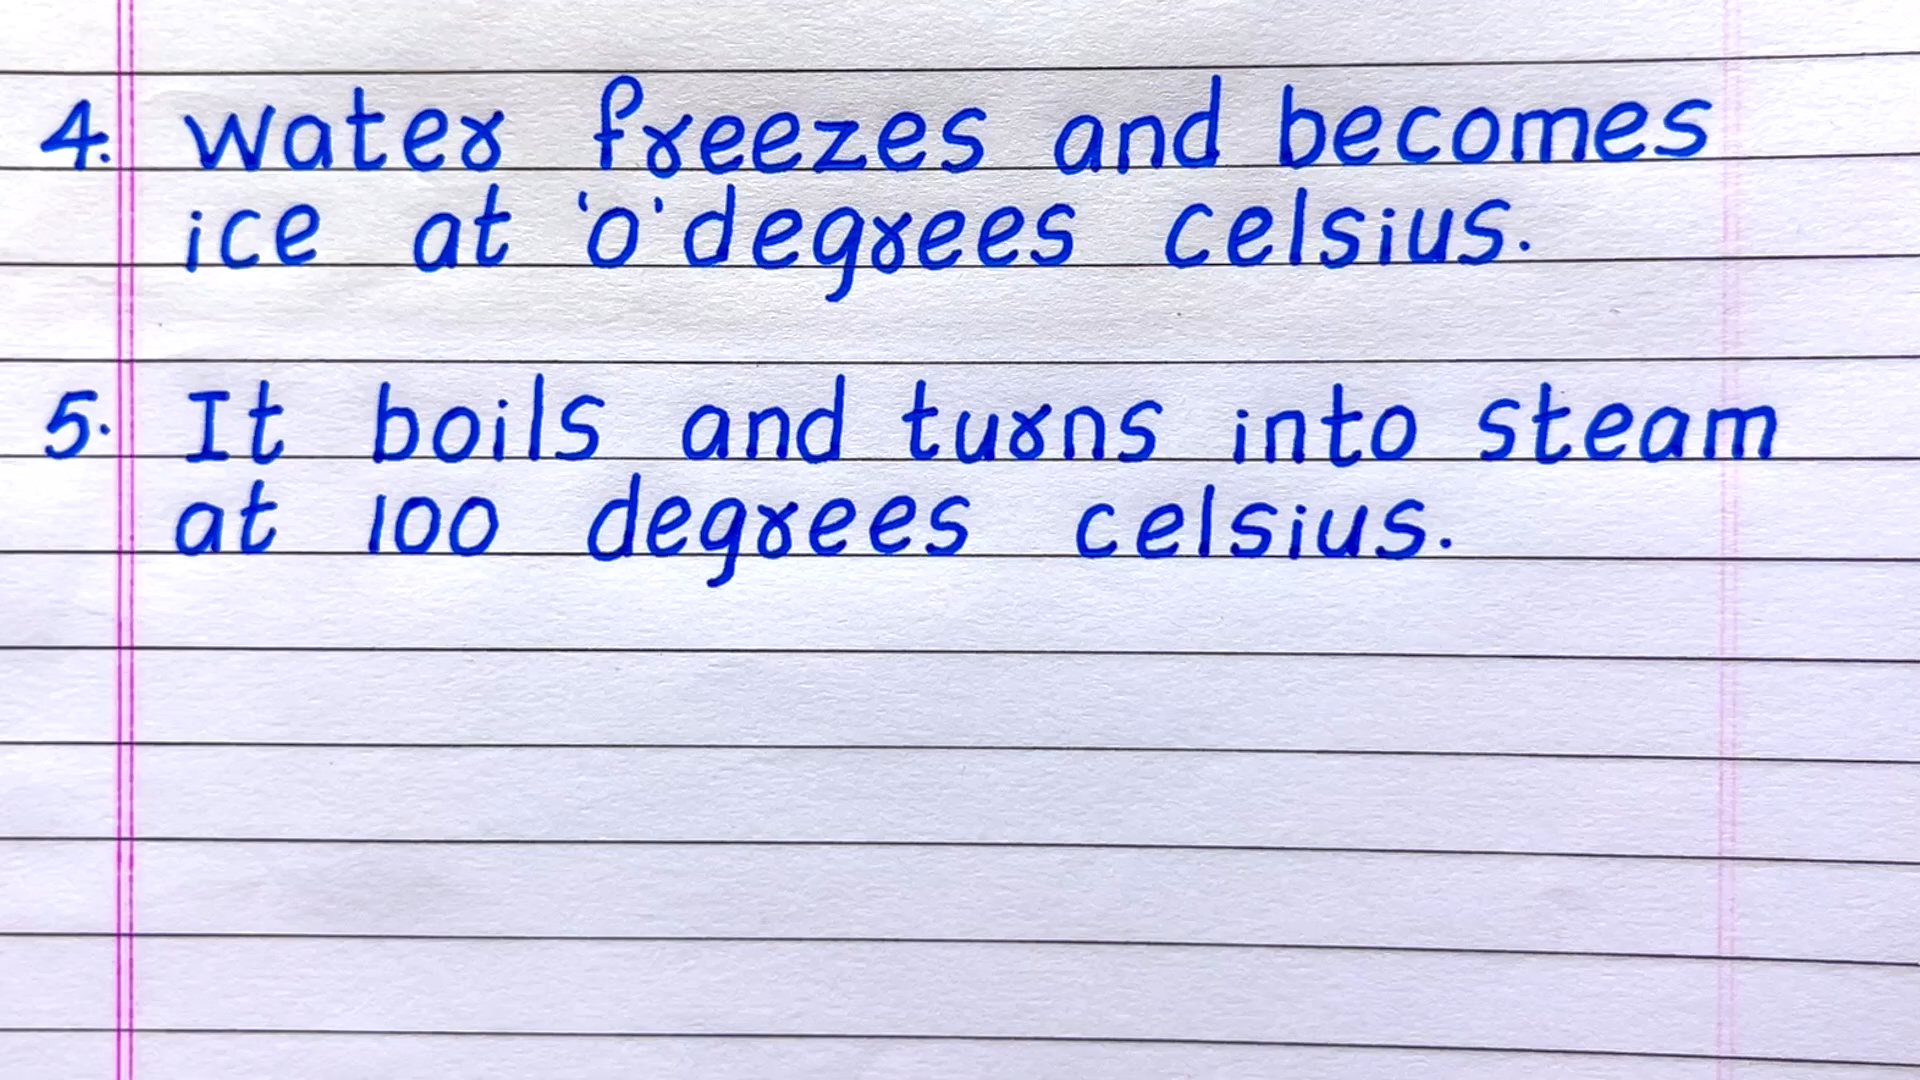 4. Water freezes and becomes
ice at '0' degrees celsius.
5. It boils and turns into steam
at 100 degrees celsius.